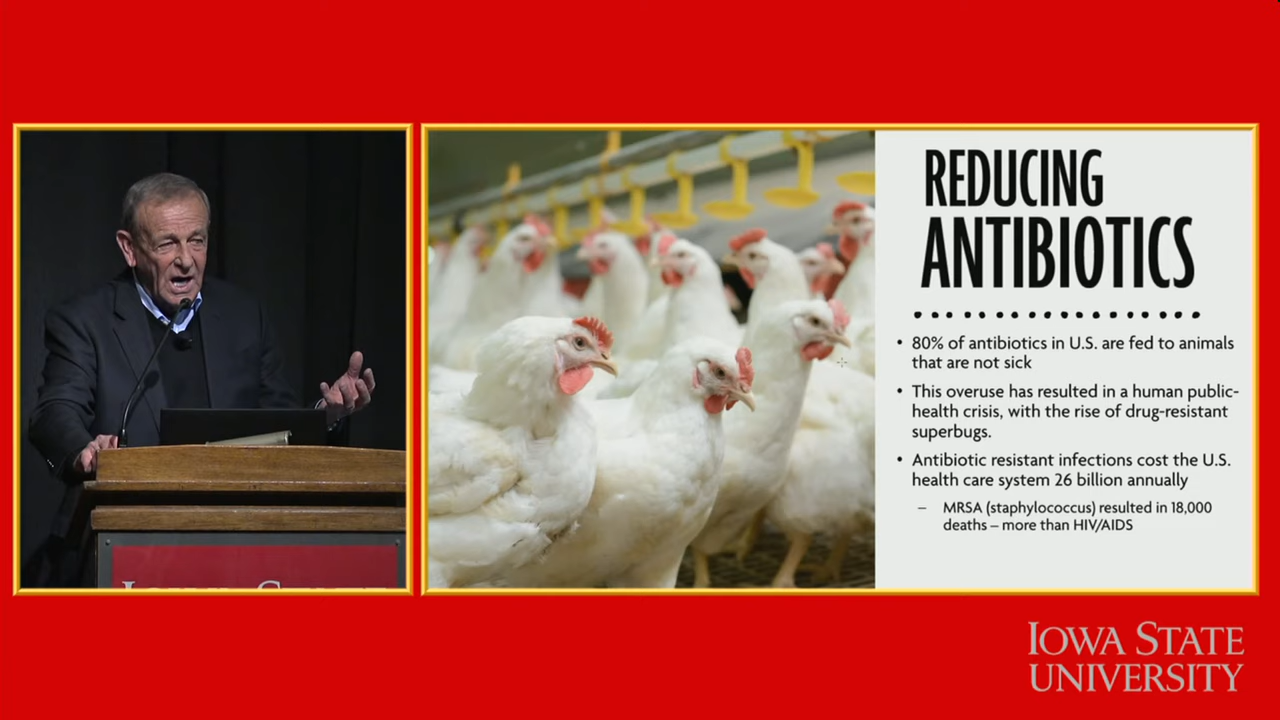 REDUCING
ANTIBIOTICS
• 80% of antibiotics in U.S. are fed to animals
that are not sick
• This overuse has resulted in a human public-
health crisis, with the rise of drug-resistant
superbugs.
• Antibiotic resistant infections cost the U.S.
health care system 26 billion annually
– MRSA (staphylococcus) resulted in 18,000
deaths – more than HIV/AIDS
IOWA STATE
UNIVERSITY